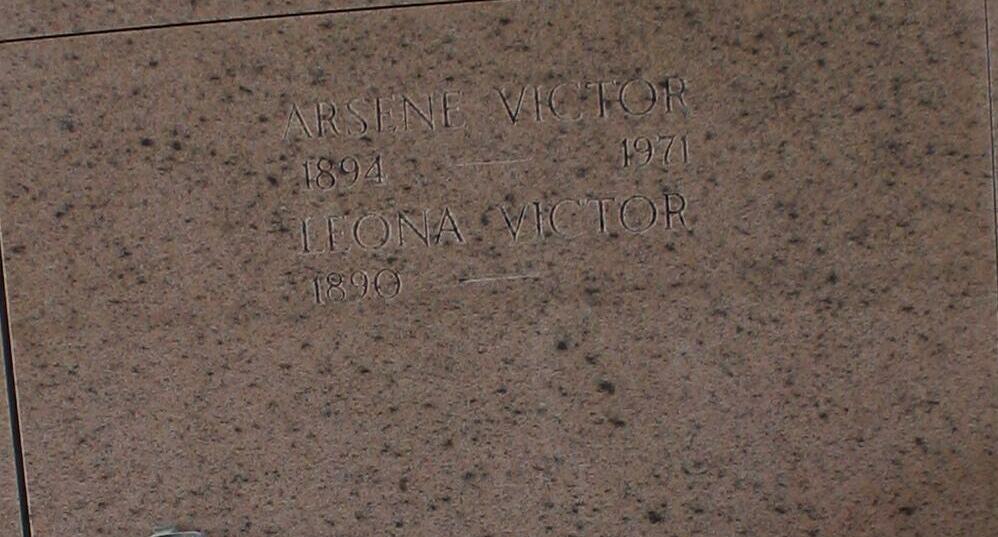 ARSENE VICTOR
1894 — 1971
LEONA VICTOR
1890 —